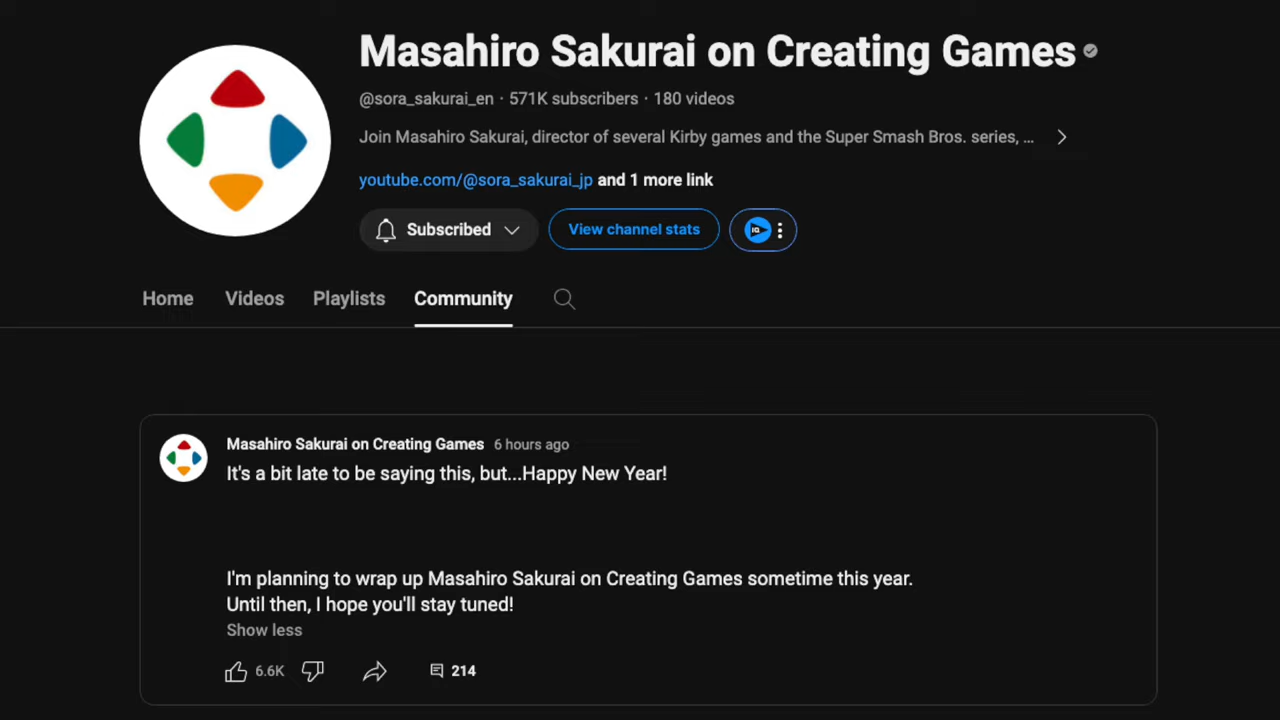 Masahiro Sakurai on Creating Games
@sora_sakurai_en · 571K subscribers · 180 videos
Join Masahiro Sakurai, director of several Kirby games and the Super Smash Bros. series, ...
youtube.com/@sora_sakurai_jp and 1 more link
Subscribed View channel stats IQ
Home Videos Playlists Community
Masahiro Sakurai on Creating Games 6 hours ago
It's a bit late to be saying this, but...Happy New Year!
I'm planning to wrap up Masahiro Sakurai on Creating Games sometime this year.
Until then, I hope you'll stay tuned!
Show less
6.6K 214